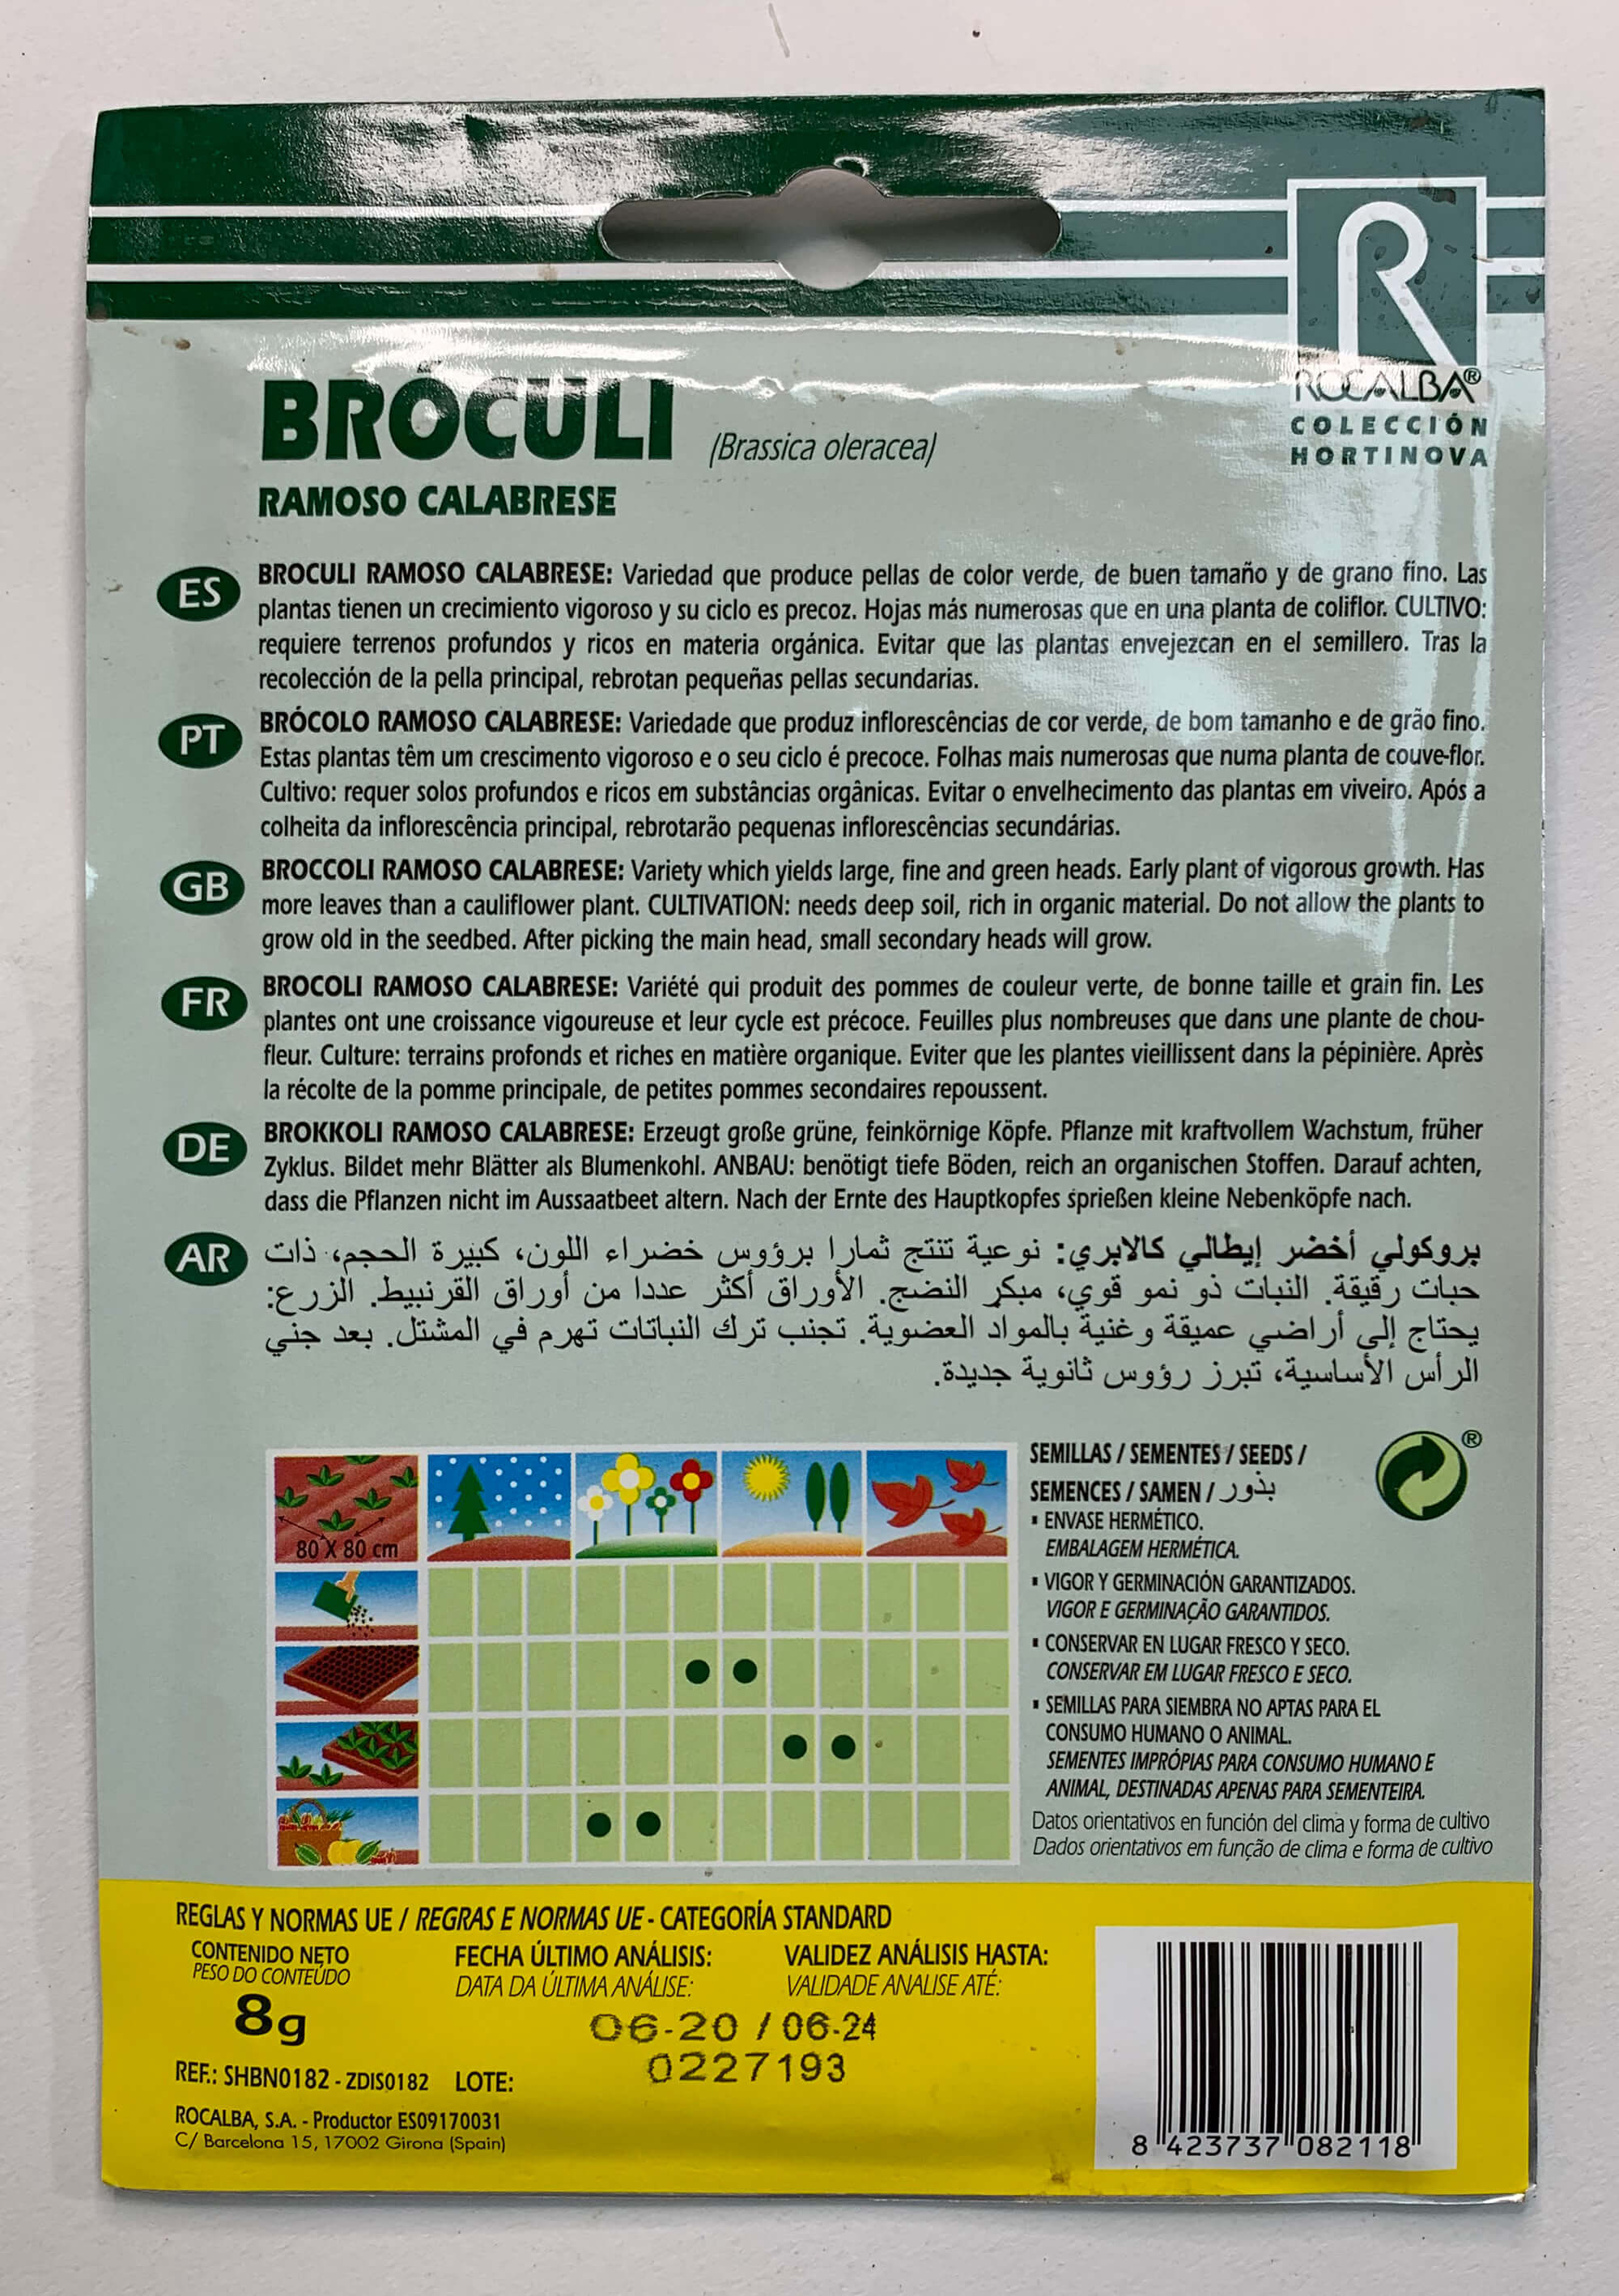 R
ROCALBA®
COLECCIÓN
HORTINOVA
BRÓCULI (Brassica oleracea)
RAMOSO CALABRESE
ES
BROCULI RAMOSO CALABRESE: Variedad que produce pellas de color verde, de buen tamaño y de grano fino. Las
plantas tienen un crecimiento vigoroso y su ciclo es precoz. Hojas más numerosas que en una planta de coliflor. CULTIVO:
requiere terrenos profundos y ricos en materia orgánica. Evitar que las plantas envejezcan en el semillero. Tras la
recolección de la pella principal, rebrotan pequeñas pellas secundarias.
PT
BRÓCOLO RAMOSO CALABRESE: Variedade que produz inflorescências de cor verde, de bom tamanho e de grão fino.
Estas plantas têm um crescimento vigoroso e o seu ciclo é precoce. Folhas mais numerosas que numa planta de couve-flor.
Cultivo: requer solos profundos e ricos em substâncias orgânicas. Evitar o envelhecimento das plantas em viveiro. Após a
colheita da inflorescência principal, rebrotarão pequenas inflorescências secundárias.
GB
BROCCOLI RAMOSO CALABRESE: Variety which yields large, fine and green heads. Early plant of vigorous growth. Has
more leaves than a cauliflower plant. CULTIVATION: needs deep soil, rich in organic material. Do not allow the plants to
grow old in the seedbed. After picking the main head, small secondary heads will grow.
FR
BROCOLI RAMOSO CALABRESE: Variété qui produit des pommes de couleur verte, de bonne taille et grain fin. Les
plantes ont une croissance vigoureuse et leur cycle est précoce. Feuilles plus nombreuses que dans une plante de chou-
fleur. Culture: terrains profonds et riches en matière organique. Eviter que les plantes vieillissent dans la pépinière. Après
la récolte de la pomme principale, de petites pommes secondaires repoussent.
DE
BROKKOLI RAMOSO CALABRESE: Erzeugt große grüne, feinkörnige Köpfe. Pflanze mit kraftvollem Wachstum, früher
Zyklus. Bildet mehr Blätter als Blumenkohl. ANBAU: benötigt tiefe Böden, reich an organischen Stoffen. Darauf achten,
dass die Pflanzen nicht im Aussaatbeet altern. Nach der Ernte des Hauptkopfes sprießen kleine Nebenköpfe nach.
AR
بروكولي أخضر إيطالي كالابري: نوعية تنتج ثمارا برؤوس خضراء اللون، كبيرة الحجم، ذات
حبات رقيقة. النبات ذو نمو قوي، مبكر النضج. الأوراق أكثر عددا من أوراق القرنبيط. الزرع:
يحتاج إلى أراضي عميقة وغنية بالمواد العضوية. تجنب ترك النباتات تهرم في المشتل. بعد جني
الرأس الأساسية، تبرز رؤوس ثانوية جديدة.
80 X 80 cm
SEMILLAS / SEMENTES / SEEDS /
SEMENCES / SAMEN / بذور
®
▪ ENVASE HERMÉTICO.
EMBALAGEM HERMÉTICA.
▪ VIGOR Y GERMINACIÓN GARANTIZADOS.
VIGOR E GERMINAÇÃO GARANTIDOS.
▪ CONSERVAR EN LUGAR FRESCO Y SECO.
CONSERVAR EM LUGAR FRESCO E SECO.
▪ SEMILLAS PARA SIEMBRA NO APTAS PARA EL
CONSUMO HUMANO O ANIMAL.
SEMENTES IMPRÓPIAS PARA CONSUMO HUMANO E
ANIMAL, DESTINADAS APENAS PARA SEMENTEIRA.
Datos orientativos en función del clima y forma de cultivo
Dados orientativos em função de clima e forma de cultivo
REGLAS Y NORMAS UE / REGRAS E NORMAS UE - CATEGORÍA STANDARD
CONTENIDO NETO
PESO DO CONTEÚDO
8g
FECHA ÚLTIMO ANÁLISIS:
DATA DA ÚLTIMA ANÁLISE:
VALIDEZ ANÁLISIS HASTA:
VALIDADE ANALISE ATÉ:
06-20 / 06-24
0227193
REF.: SHBN0182 - ZDIS0182 LOTE:
ROCALBA, S.A. - Productor ES09170031
C/ Barcelona 15, 17002 Girona (Spain)
8 423737 082118